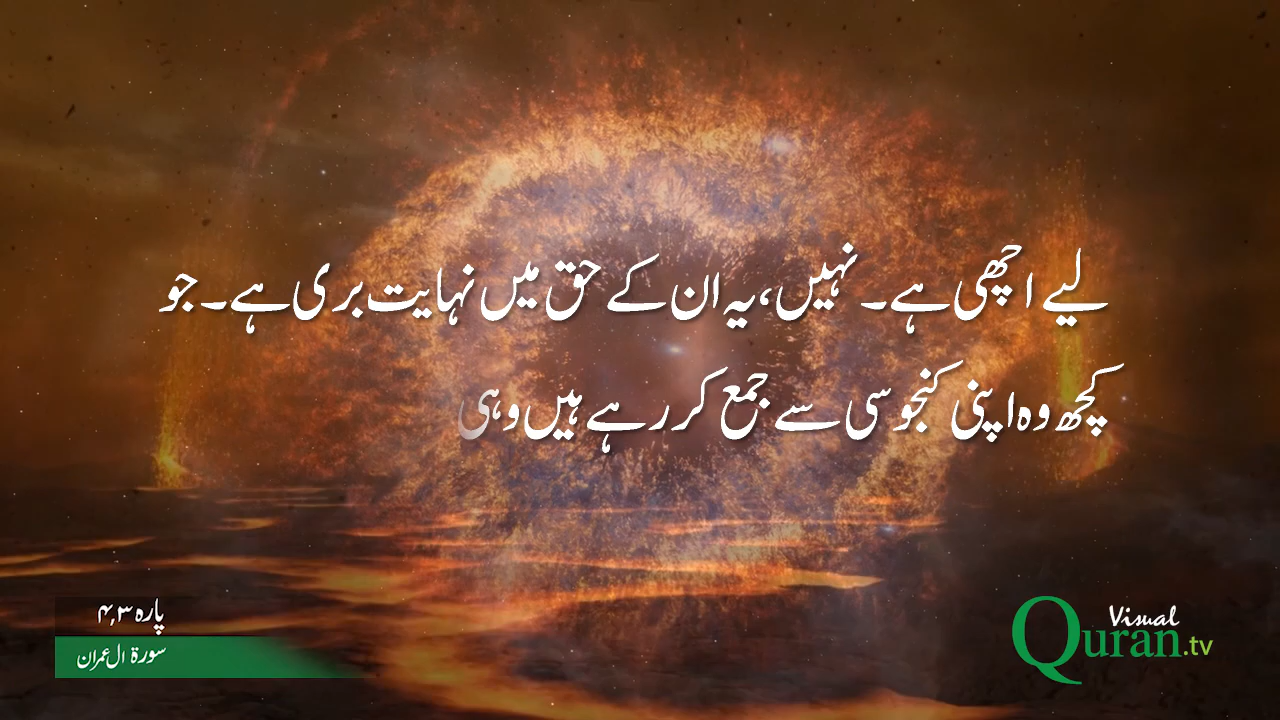 لیے اچھی ہے۔ نہیں، یہ ان کے حق میں نہایت بری ہے۔ جو
کچھ وہ اپنی کنجوسی سے جمع کر رہے ہیں وہی
پارہ ۳,۴
سورۃ ال عمران
Visual
Quran.tv